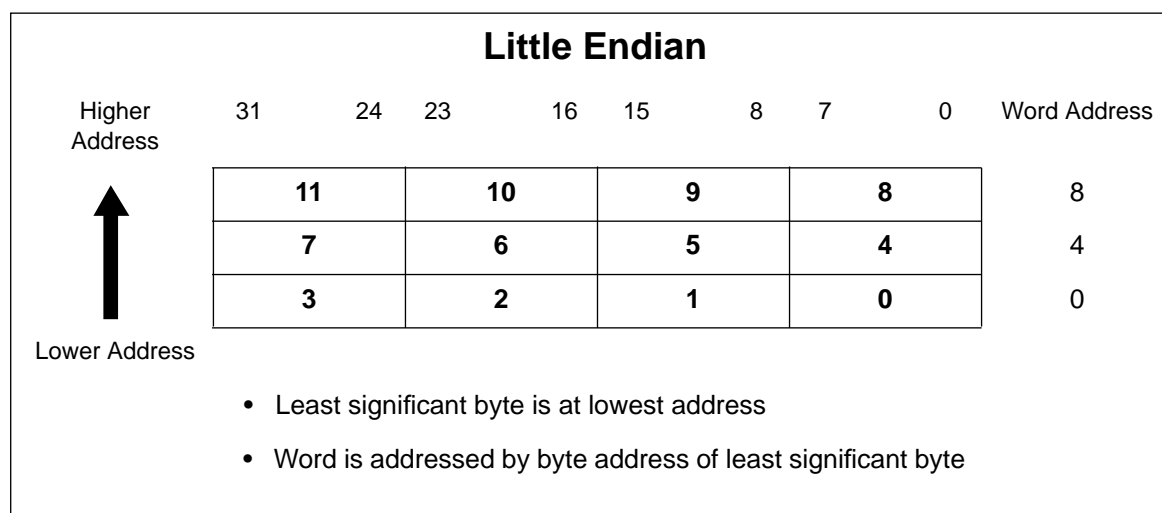 Little Endian
Higher Address 31 24 23 16 15 8 7 0 Word Address
11 10 9 8 8
7 6 5 4 4
3 2 1 0 0
Lower Address
• Least significant byte is at lowest address
• Word is addressed by byte address of least significant byte